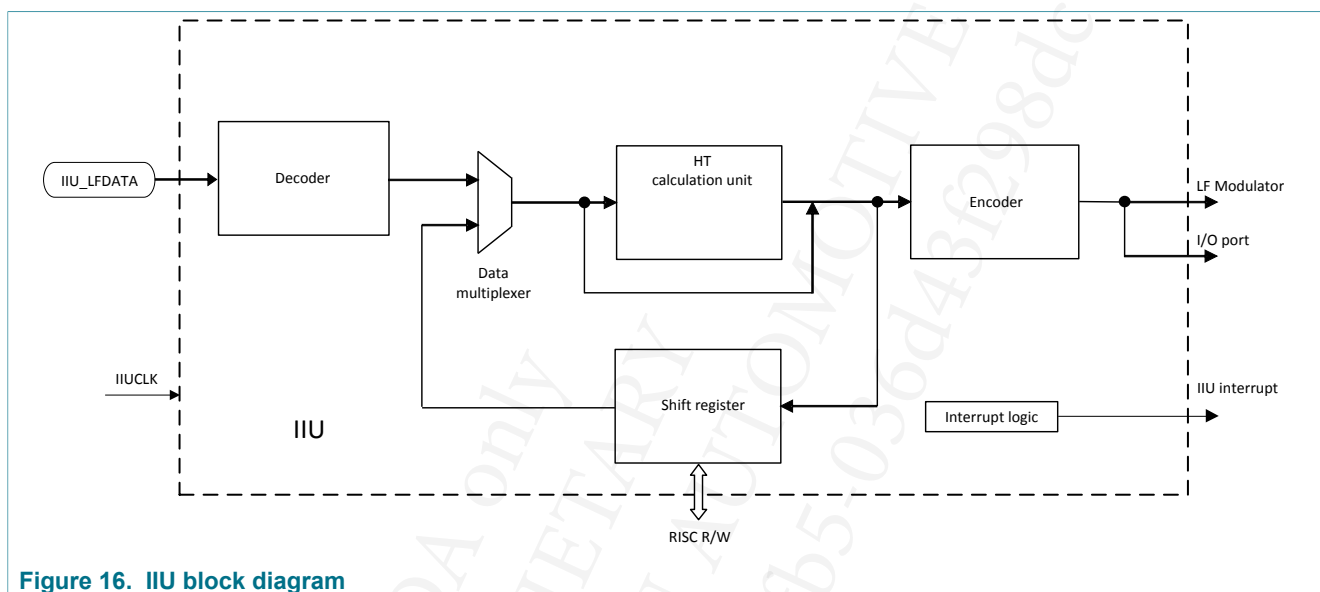 IIU_LFDATA
Decoder
Data
multiplexer
HT
calculation unit
Encoder
LF Modulator
I/O port
IIUCLK
IIU
Shift register
Interrupt logic
IIU interrupt
RISC R/W
Figure 16. IIU block diagram